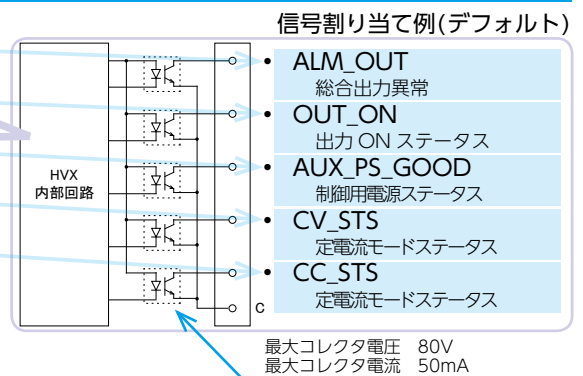 信号割り当て例(デフォルト)
ALM_OUT
総合出力異常
OUT_ON
出力 ON ステータス
AUX_PS_GOOD
制御用電源ステータス
CV_STS
定電流モードステータス
CC_STS
定電流モードステータス
HVX
内部回路
C
最大コレクタ電圧 80V
最大コレクタ電流 50mA